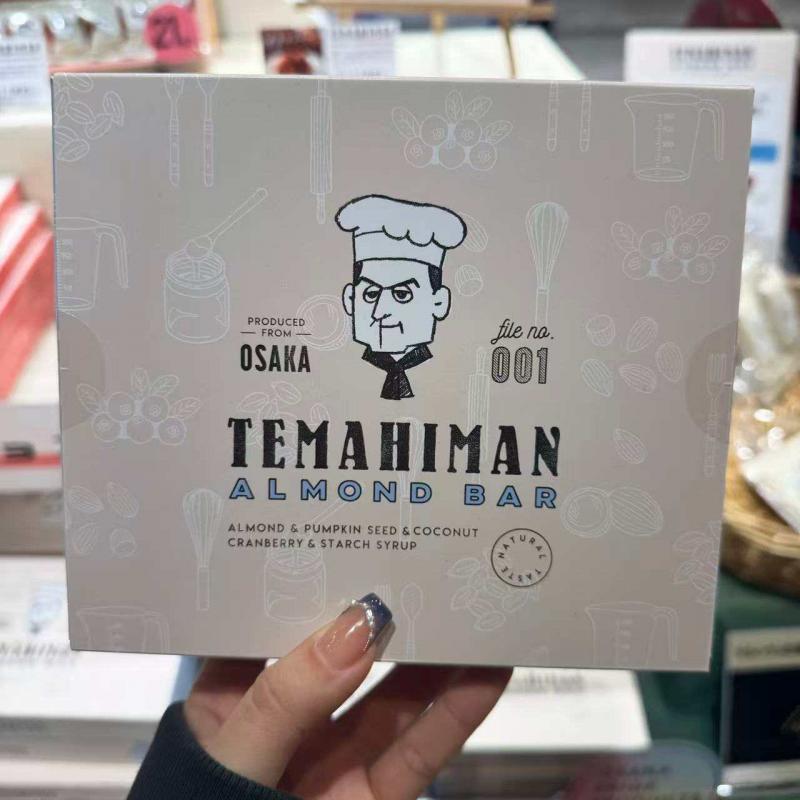 PRODUCED
FROM
OSAKA
file no.
001
TEMAHIMAN
ALMOND BAR
ALMOND & PUMPKIN SEED & COCONUT
CRANBERRY & STARCH SYRUP
NATURAL TASTE